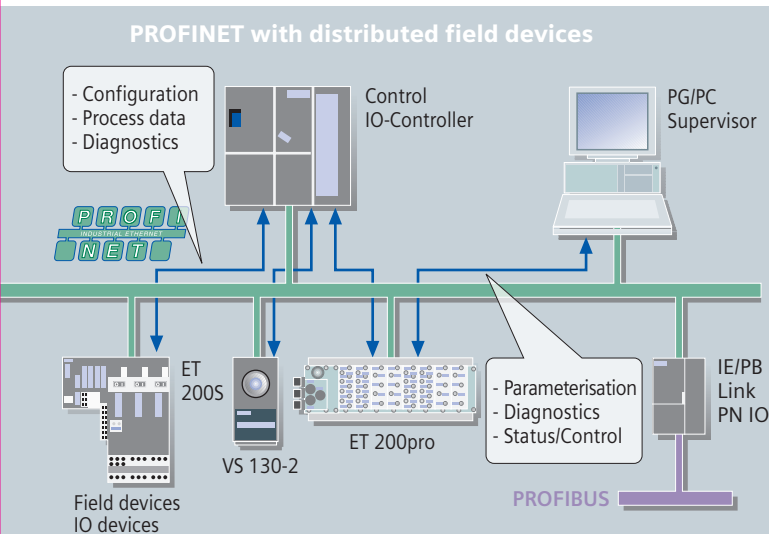 PROFINET with distributed field devices
- Configuration
- Process data
- Diagnostics
Control
IO-Controller
PG/PC
Supervisor
PROFI
INDUSTRIAL ETHERNET
NET
ET
200S
VS 130-2
ET 200pro
- Parameterisation
- Diagnostics
- Status/Control
IE/PB
Link
PN IO
PROFIBUS
Field devices
IO devices